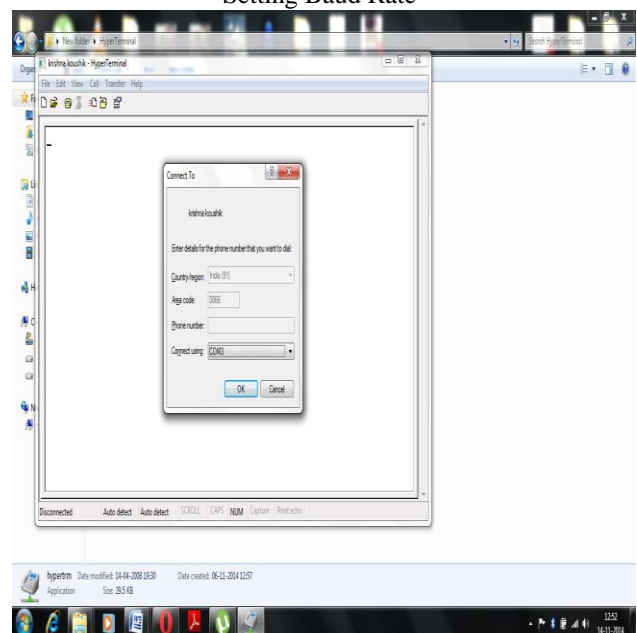 Setting Baud Rate
New folder ▸ HyperTerminal
Search HyperTerminal
Organ
krishna koushik - HyperTerminal
File Edit View Call Transfer Help
Connect To
krishna koushik
Enter details for the phone number that you want to dial:
Country/region: India (91)
Area code: 0866
Phone number:
Connect using: COM3
OK Cancel
Disconnected Auto detect Auto detect SCROLL CAPS NUM Capture Print echo
hypertrm Date modified: 14-04-2008 19:30 Date created: 06-11-2014 12:57
Application Size: 29.5 KB
12:52
14-11-2014